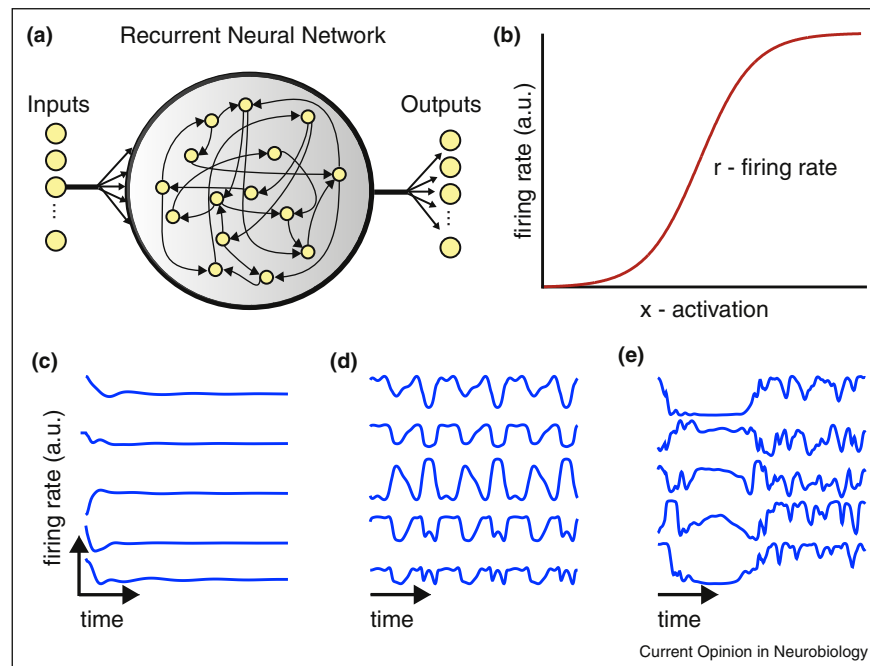 (a) Recurrent Neural Network
Inputs
Outputs
(b)
firing rate (a.u.)
r - firing rate
x - activation
(c)
firing rate (a.u.)
time
(d)
time
(e)
time
Current Opinion in Neurobiology